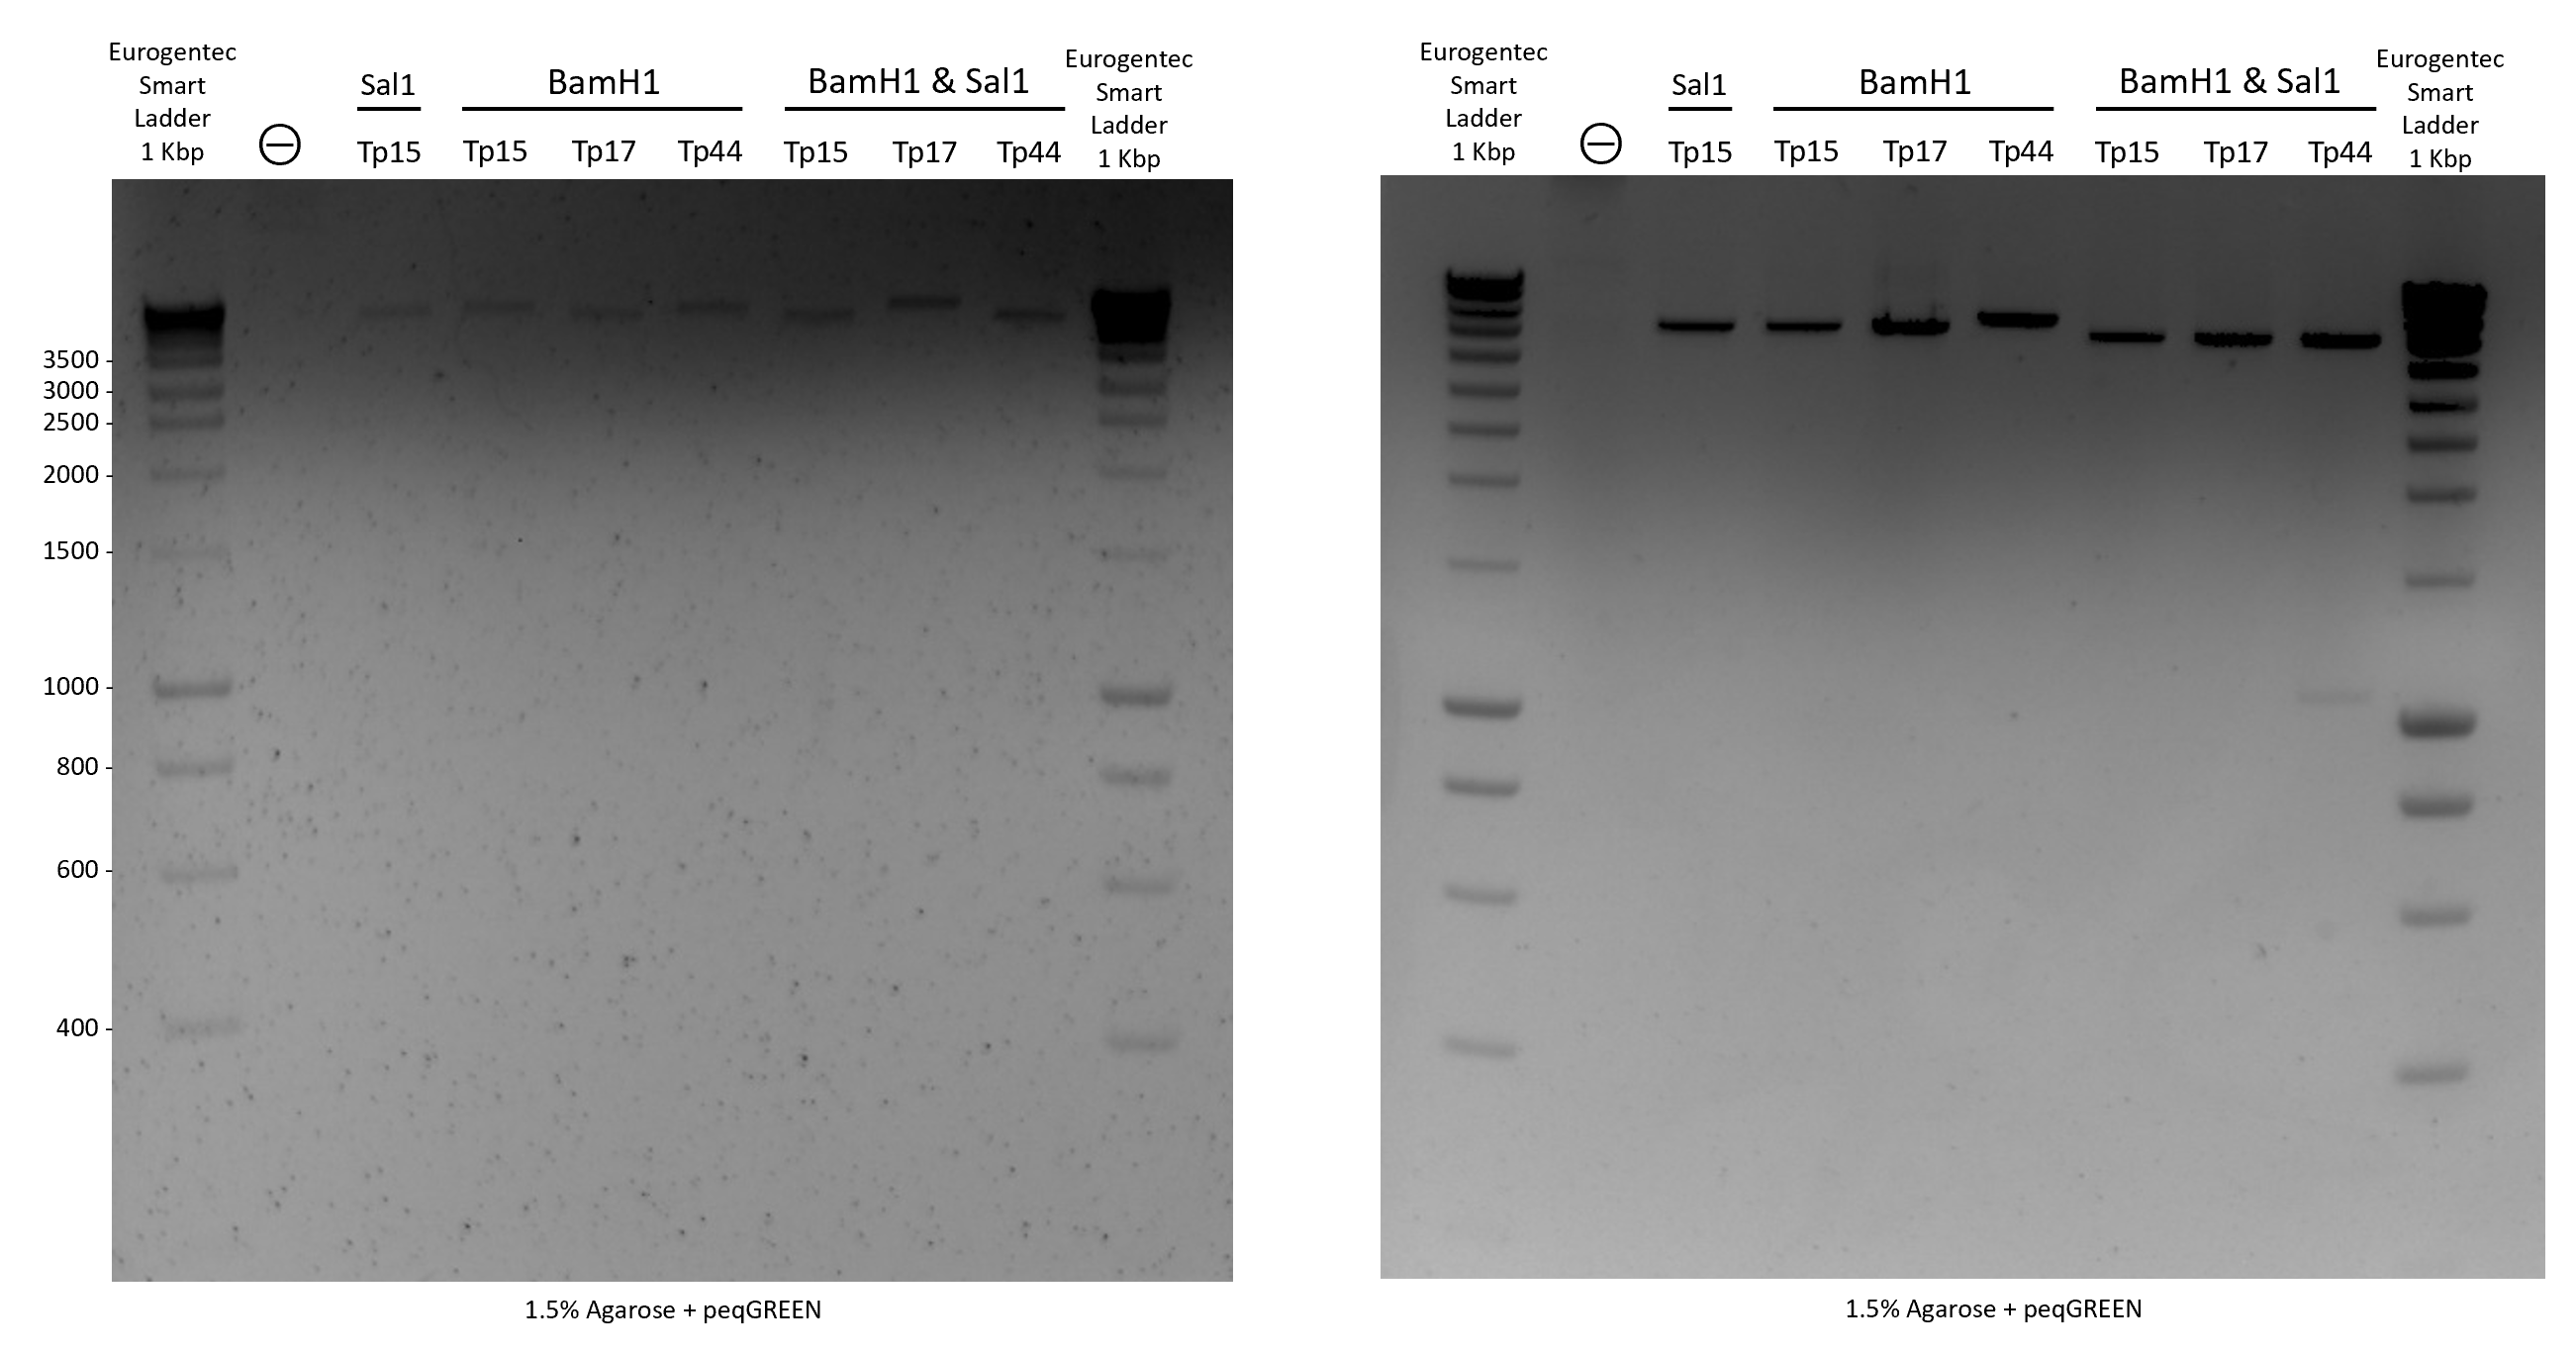 Eurogentec
Smart
Ladder
1 Kbp
⊖
Sal1
Tp15
BamH1
Tp15 Tp17 Tp44
BamH1 & Sal1
Tp15 Tp17 Tp44
Eurogentec
Smart
Ladder
1 Kbp
3500 -
3000 -
2500 -
2000 -
1500 -
1000 -
800 -
600 -
400 -
1.5% Agarose + peqGREEN
Eurogentec
Smart
Ladder
1 Kbp
⊖
Sal1
Tp15
BamH1
Tp15 Tp17 Tp44
BamH1 & Sal1
Tp15 Tp17 Tp44
Eurogentec
Smart
Ladder
1 Kbp
1.5% Agarose + peqGREEN